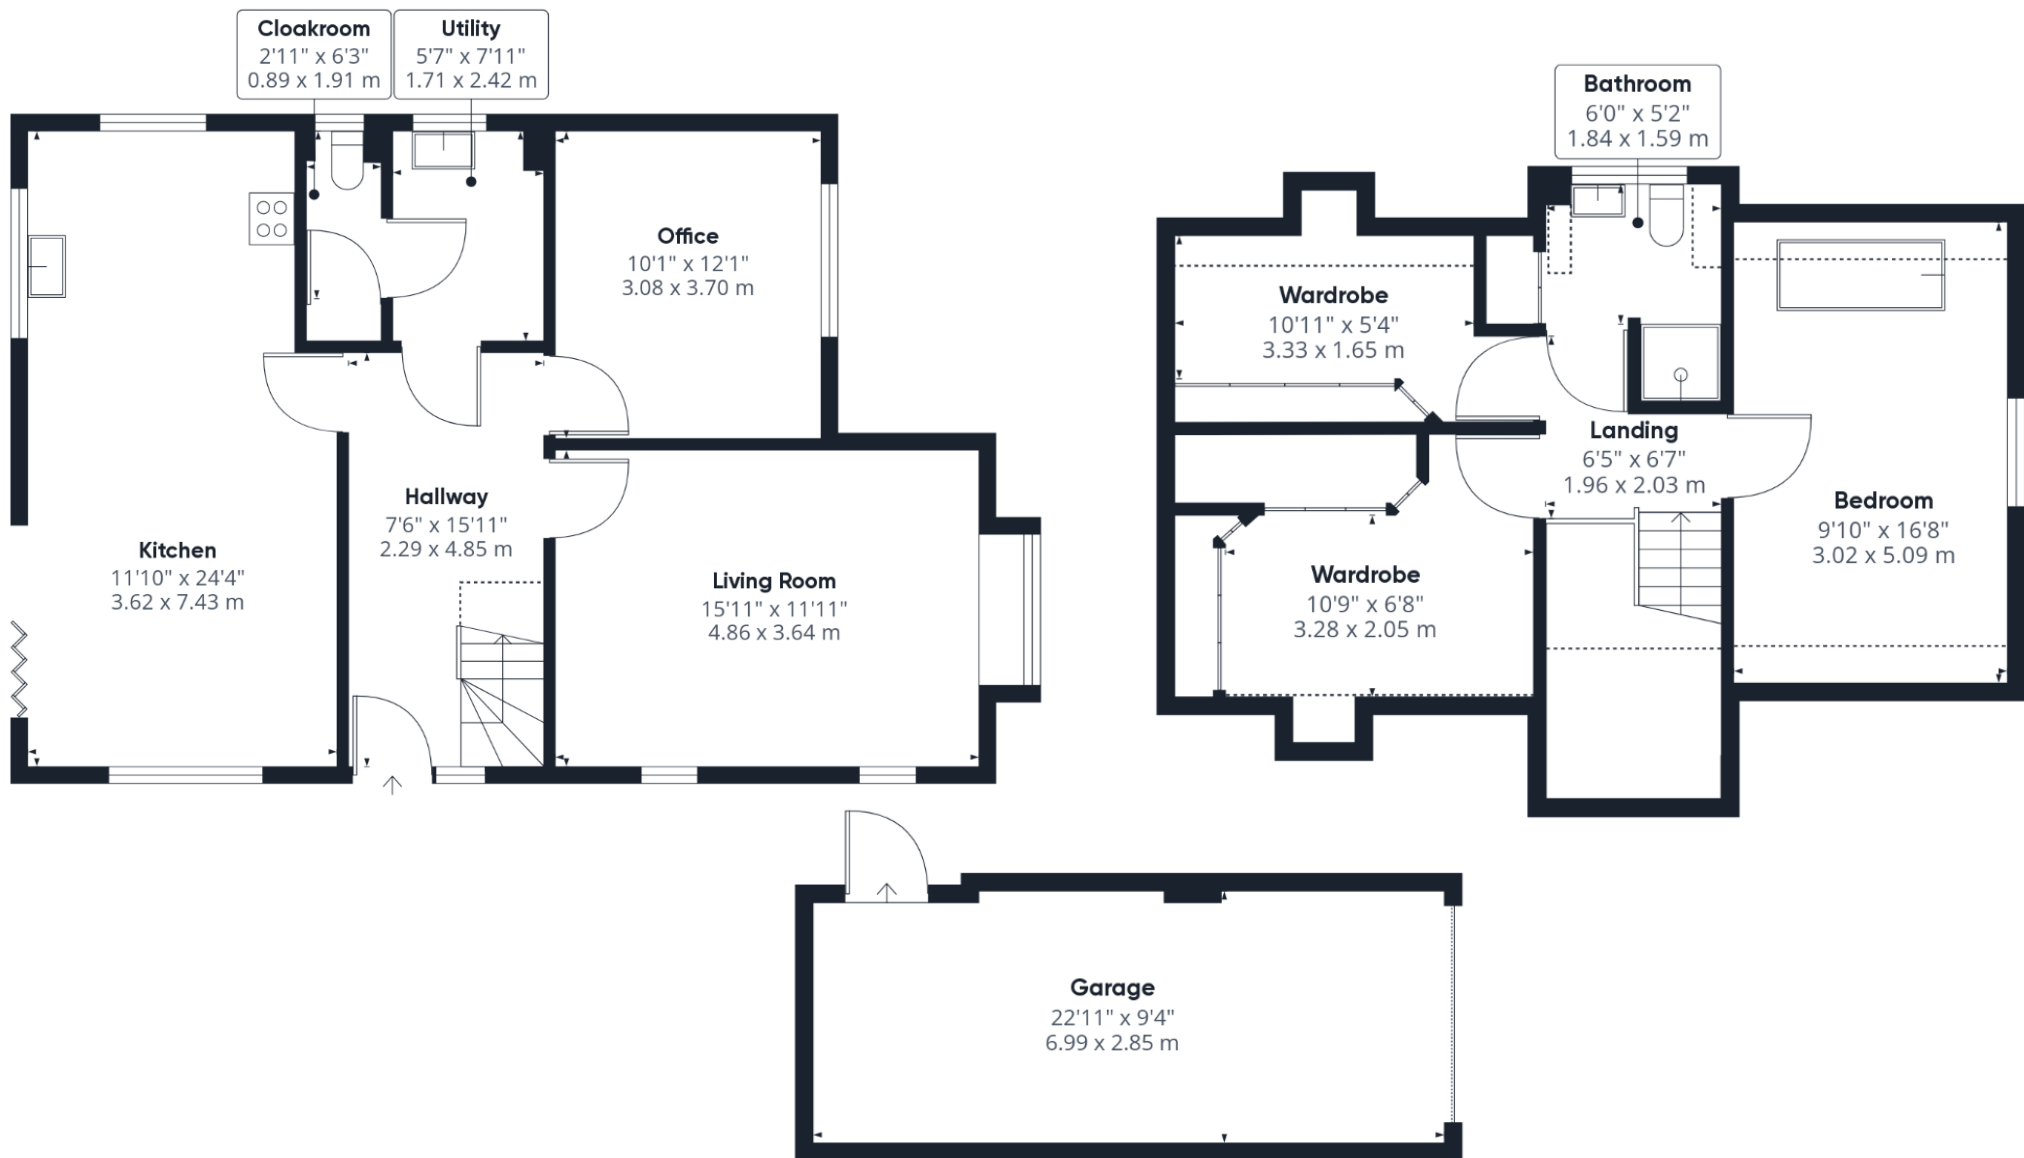 Cloakroom
2'11" x 6'3"
0.89 x 1.91 m
Utility
5'7" x 7'11"
1.71 x 2.42 m
Bathroom
6'0" x 5'2"
1.84 x 1.59 m
Office
10'1" x 12'1"
3.08 x 3.70 m
Wardrobe
10'11" x 5'4"
3.33 x 1.65 m
Landing
6'5" x 6'7"
1.96 x 2.03 m
Hallway
7'6" x 15'11"
2.29 x 4.85 m
Bedroom
9'10" x 16'8"
3.02 x 5.09 m
Kitchen
11'10" x 24'4"
3.62 x 7.43 m
Living Room
15'11" x 11'11"
4.86 x 3.64 m
Wardrobe
10'9" x 6'8"
3.28 x 2.05 m
Garage
22'11" x 9'4"
6.99 x 2.85 m